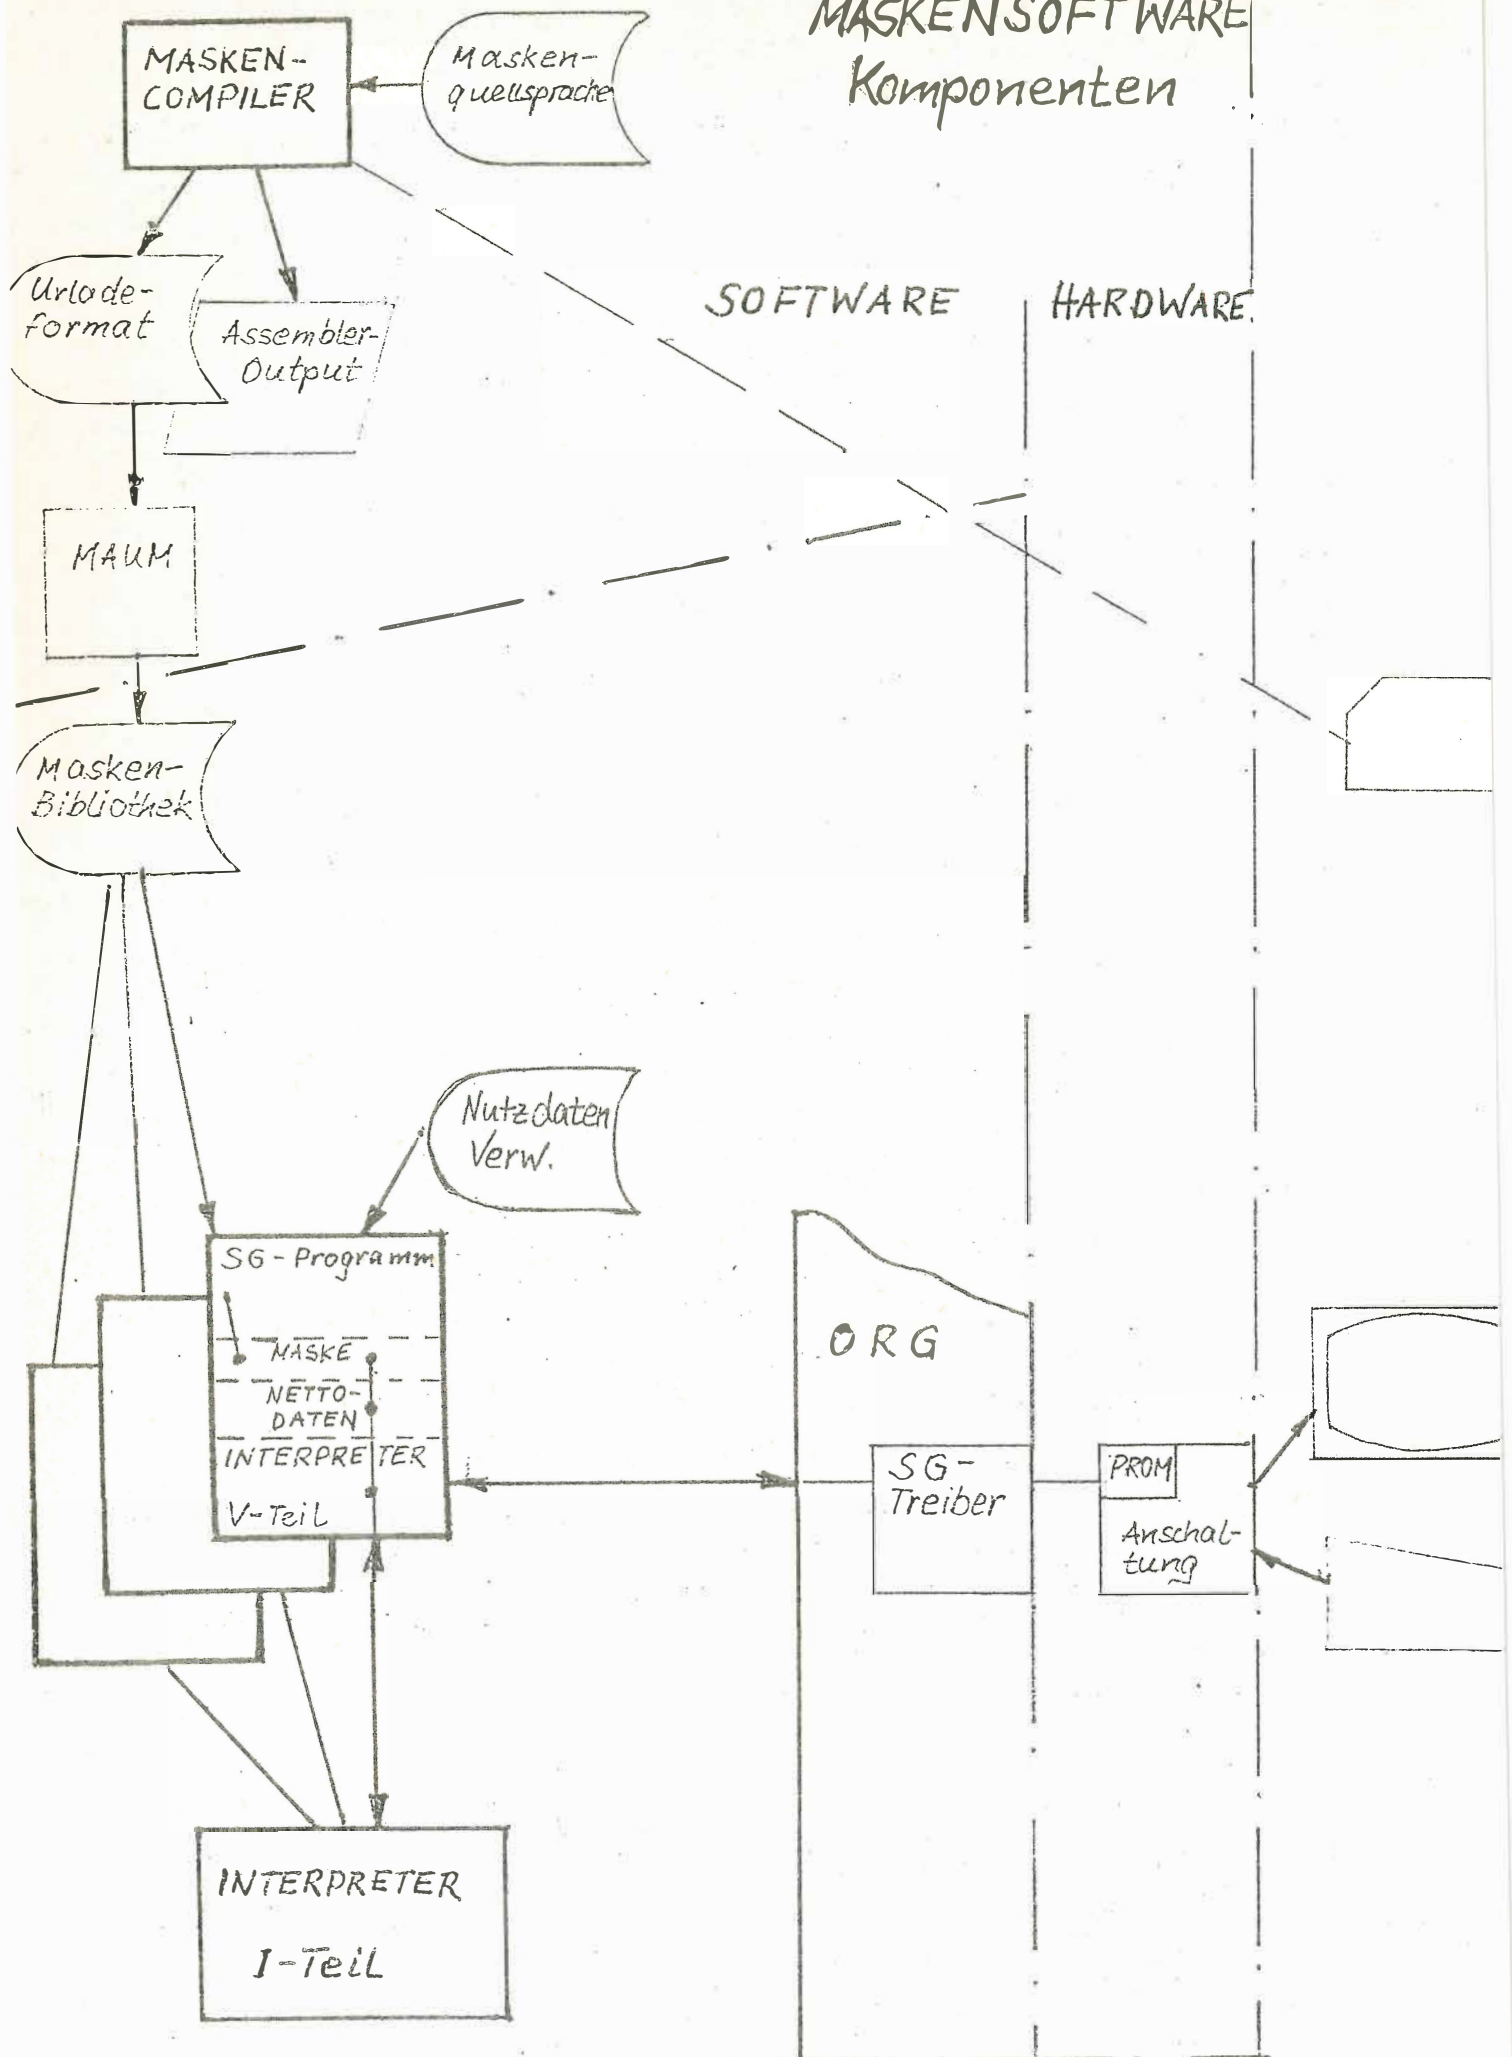 MASKENSOFTWARE
Komponenten
MASKEN-
COMPILER
Masken-
quellsprache
Urlade-
format
Assembler-
Output
SOFTWARE
HARDWARE
MAUM
Masken-
Bibliothek
Nutzdaten
Verw.
SG-Programm
MASKE
NETTO-
DATEN
INTERPRETER
V-Teil
ORG
SG-
Treiber
PROM
Anschal-
tung
INTERPRETER
I-Teil